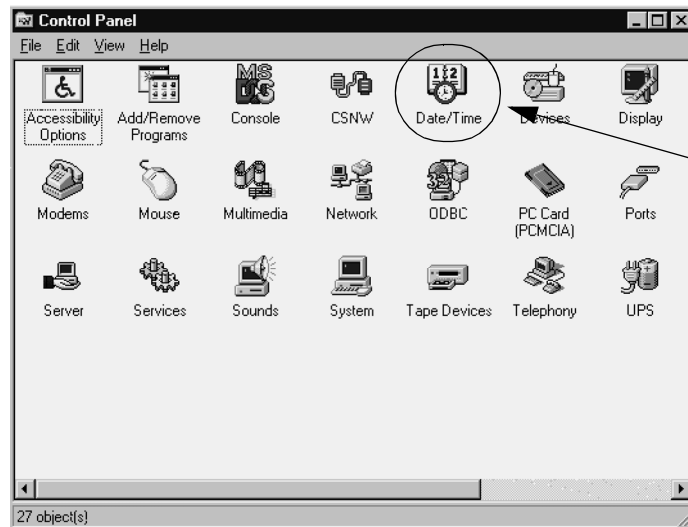 Control Panel
File Edit View Help
Accessibility Options Add/Remove Programs Console CSNW Date/Time Devices Display
Modems Mouse Multimedia Network ODBC PC Card (PCMCIA) Ports
Server Services Sounds System Tape Devices Telephony UPS
27 object(s)